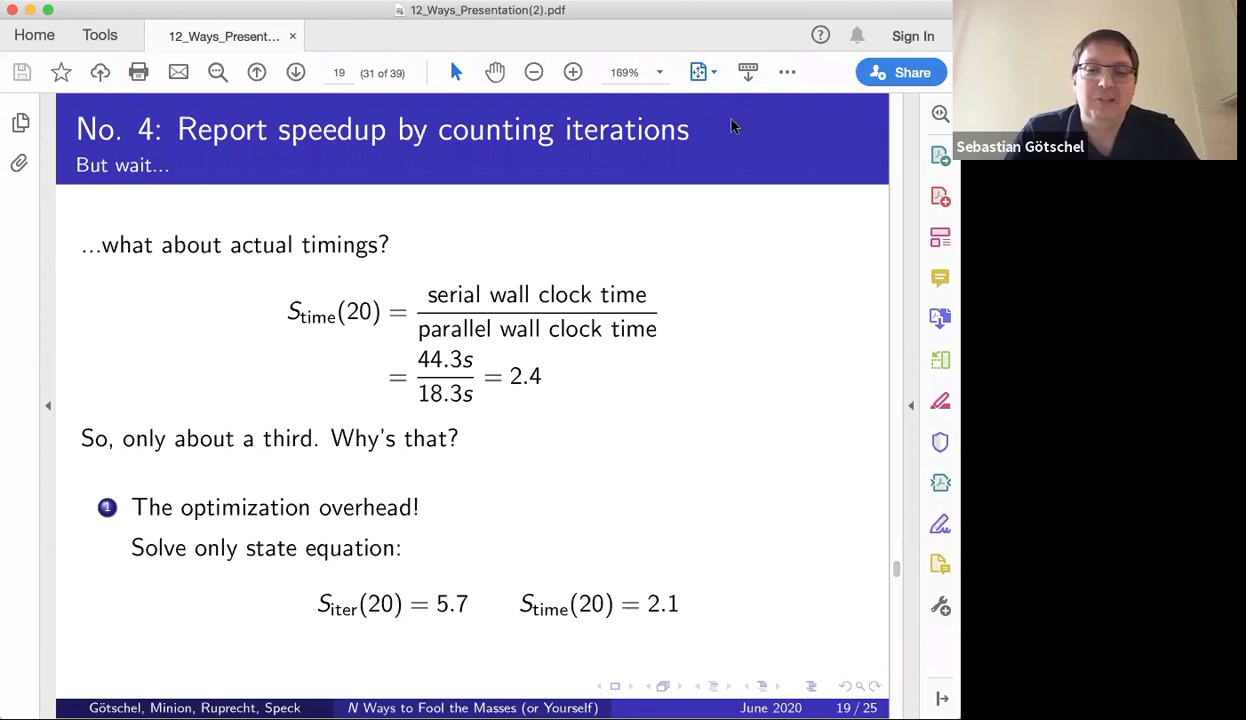 12_Ways_Presentation(2).pdf
Home
Tools
12_Ways_Present... ×
Sign In
19
(31 of 39)
169%
Share
Sebastian Götschel
No. 4: Report speedup by counting iterations
But wait...
...what about actual timings?
S_time(20) = serial wall clock time / parallel wall clock time
= 44.3s / 18.3s = 2.4
So, only about a third. Why's that?
1 The optimization overhead!
Solve only state equation:
S_iter(20) = 5.7 S_time(20) = 2.1
Götschel, Minion, Ruprecht, Speck N Ways to Fool the Masses (or Yourself) June 2020 19 / 25